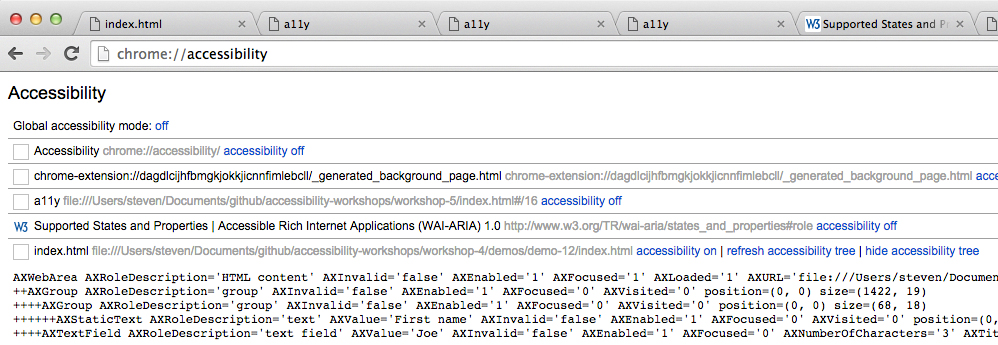 index.html a11y a11y a11y W3 Supported States and P
chrome://accessibility
Accessibility
Global accessibility mode: off
Accessibility chrome://accessibility/ accessibility off
chrome-extension://dagdlcijhfbmgkjokkjicnnfimlebcll/_generated_background_page.html chrome-extension://dagdlcijhfbmgkjokkjicnnfimlebcll/_generated_background_page.html acce
a11y file:///Users/steven/Documents/github/accessibility-workshops/workshop-5/index.html#/16 accessibility off
W3 Supported States and Properties | Accessible Rich Internet Applications (WAI-ARIA) 1.0 http://www.w3.org/TR/wai-aria/states_and_properties#role accessibility off
index.html file:///Users/steven/Documents/github/accessibility-workshops/workshop-4/demos/demo-12/index.html accessibility on | refresh accessibility tree | hide accessibility tree
AXWebArea AXRoleDescription='HTML content' AXInvalid='false' AXEnabled='1' AXFocused='1' AXLoaded='1' AXURL='file:///Users/steven/Documen
++AXGroup AXRoleDescription='group' AXInvalid='false' AXEnabled='1' AXFocused='0' AXVisited='0' position=(0, 0) size=(1422, 19)
++++AXGroup AXRoleDescription='group' AXInvalid='false' AXEnabled='1' AXFocused='0' AXVisited='0' position=(0, 0) size=(68, 18)
++++++AXStaticText AXRoleDescription='text' AXValue='First name' AXInvalid='false' AXEnabled='1' AXFocused='0' AXVisited='0' position=(0,
++++AXTextField AXRoleDescription='text field' AXValue='Joe' AXInvalid='false' AXEnabled='1' AXFocused='0' AXNumberOfCharacters='3' AXTit